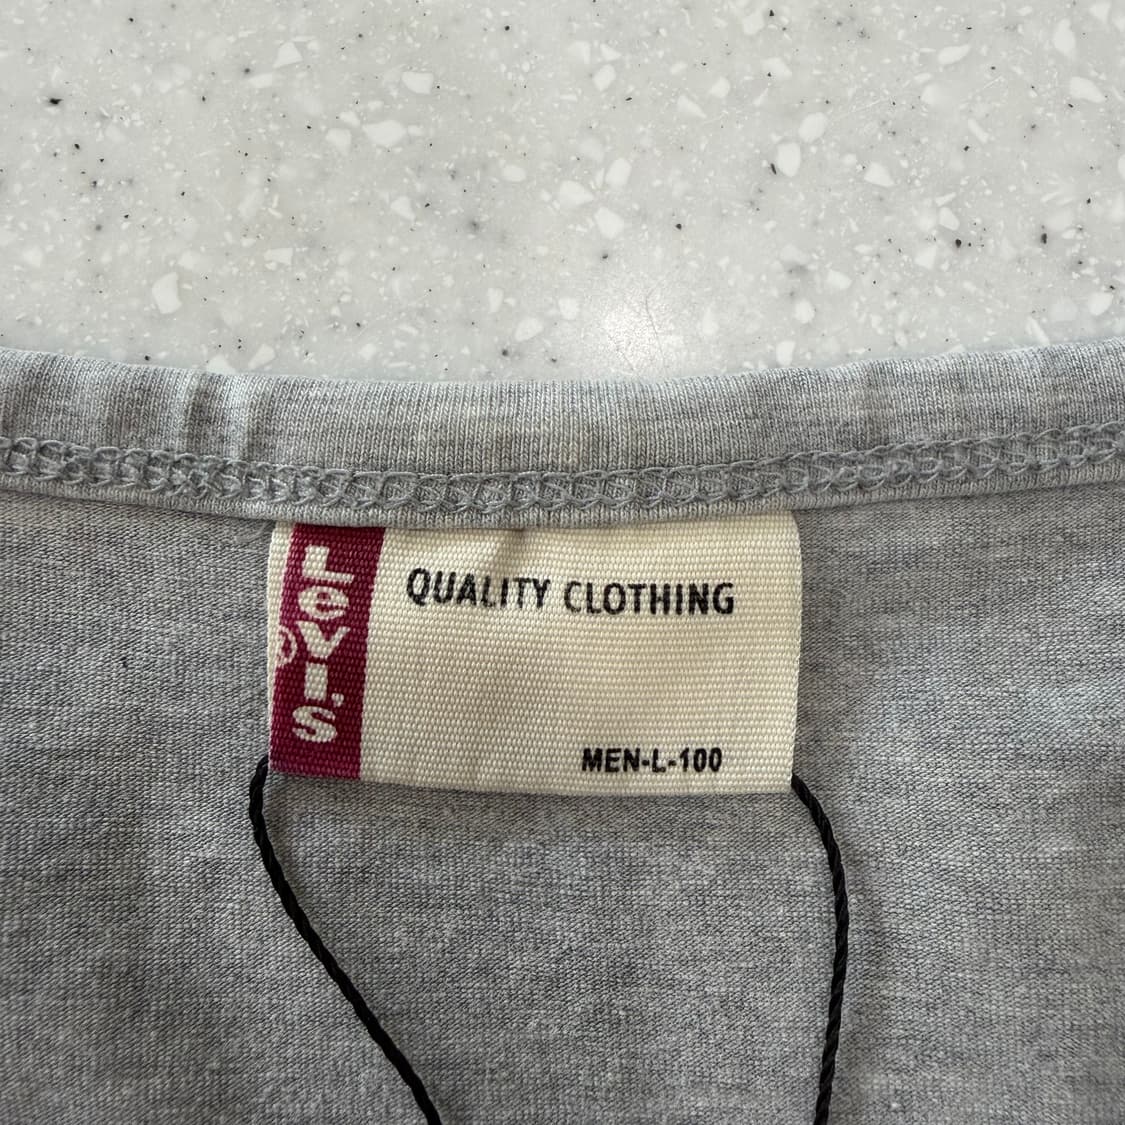 Levi.s
®
QUALITY CLOTHING
MEN-L-100